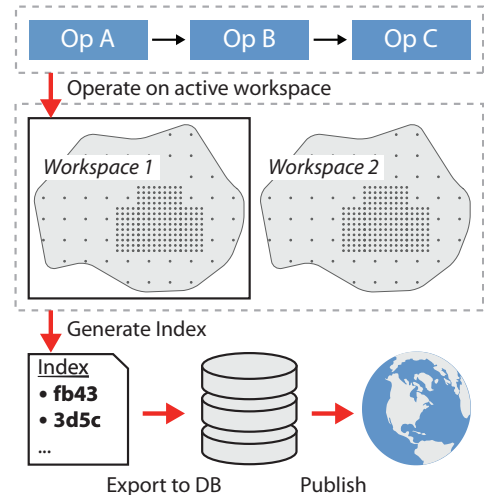 Op A Op B Op C
Operate on active workspace
Workspace 1 Workspace 2
Generate Index
Index
• fb43
• 3d5c
...
Export to DB Publish